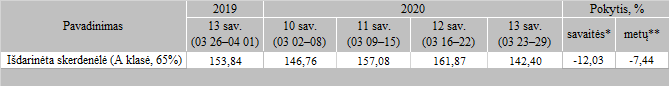 Pavadinimas
2019
2020
Pokytis, %
13 sav.
(03 26–04 01)
10 sav.
(03 02–08)
11 sav.
(03 09–15)
12 sav.
(03 16–22)
13 sav.
(03 23–29)
savaitės*
metų**
Išdarinėta skerdenėlė (A klasė, 65%) 153,84 146,76 157,08 161,87 142,40 -12,03 -7,44